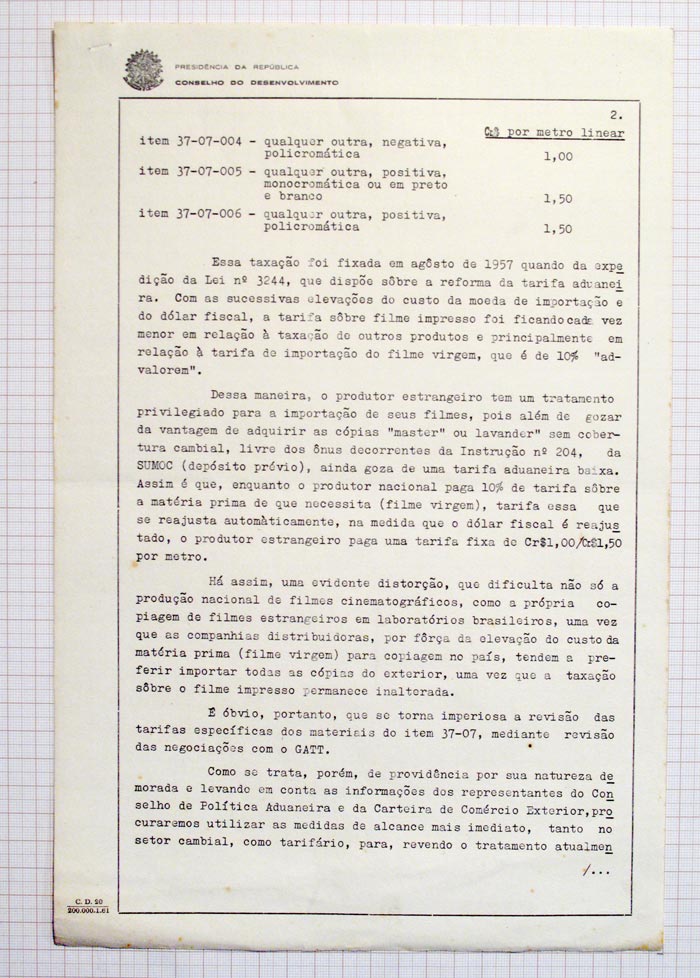 PRESIDÊNCIA DA REPÚBLICA
CONSELHO DO DESENVOLVIMENTO
2.
Cr$ por metro linear
item 37-07-004 - qualquer outra, negativa,
policromática 1,00
item 37-07-005 - qualquer outra, positiva,
monocromática ou em preto
e branco 1,50
item 37-07-006 - qualquer outra, positiva,
policromática 1,50
Essa taxação foi fixada em agôsto de 1957 quando da expe
dição da Lei nº 3244, que dispõe sôbre a reforma da tarifa aduanei
ra. Com as sucessivas elevações do custo da moeda de importação e
do dólar fiscal, a tarifa sôbre filme impresso foi ficando cada vez
menor em relação à taxação de outros produtos e principalmente em
relação à tarifa de importação do filme virgem, que é de 10% "ad-
valorem".
Dessa maneira, o produtor estrangeiro tem um tratamento
privilegiado para a importação de seus filmes, pois além de gozar
da vantagem de adquirir as cópias "master" ou lavander" sem cober-
tura cambial, livre dos ônus decorrentes da Instrução nº 204, da
SUMOC (depósito prévio), ainda goza de uma tarifa aduaneira baixa.
Assim é que, enquanto o produtor nacional paga 10% de tarifa sôbre
a matéria prima de que necessita (filme virgem), tarifa essa que
se reajusta automàticamente, na medida que o dólar fiscal é reajus
tado, o produtor estrangeiro paga uma tarifa fixa de Cr$1,00/Cr$1,50
por metro.
Há assim, uma evidente distorção, que dificulta não só a
produção nacional de filmes cinematográficos, como a própria co-
piagem de filmes estrangeiros em laboratórios brasileiros, uma vez
que as companhias distribuidoras, por fôrça da elevação do custo da
matéria prima (filme virgem) para copiagem no país, tendem a pre-
ferir importar todas as cópias do exterior, uma vez que a taxação
sôbre o filme impresso permanece inalterada.
É óbvio, portanto, que se torna imperiosa a revisão das
tarifas específicas dos materiais do item 37-07, mediante revisão
das negociações com o GATT.
Como se trata, porém, de providência por sua natureza de
morada e levando em conta as informações dos representantes do Con
selho de Política Aduaneira e da Carteira de Comércio Exterior, pro
curaremos utilizar as medidas de alcance mais imediato, tanto no
setor cambial, como tarifário, para, revendo o tratamento atualmen
/...
C. D. 20
200.000.1.61